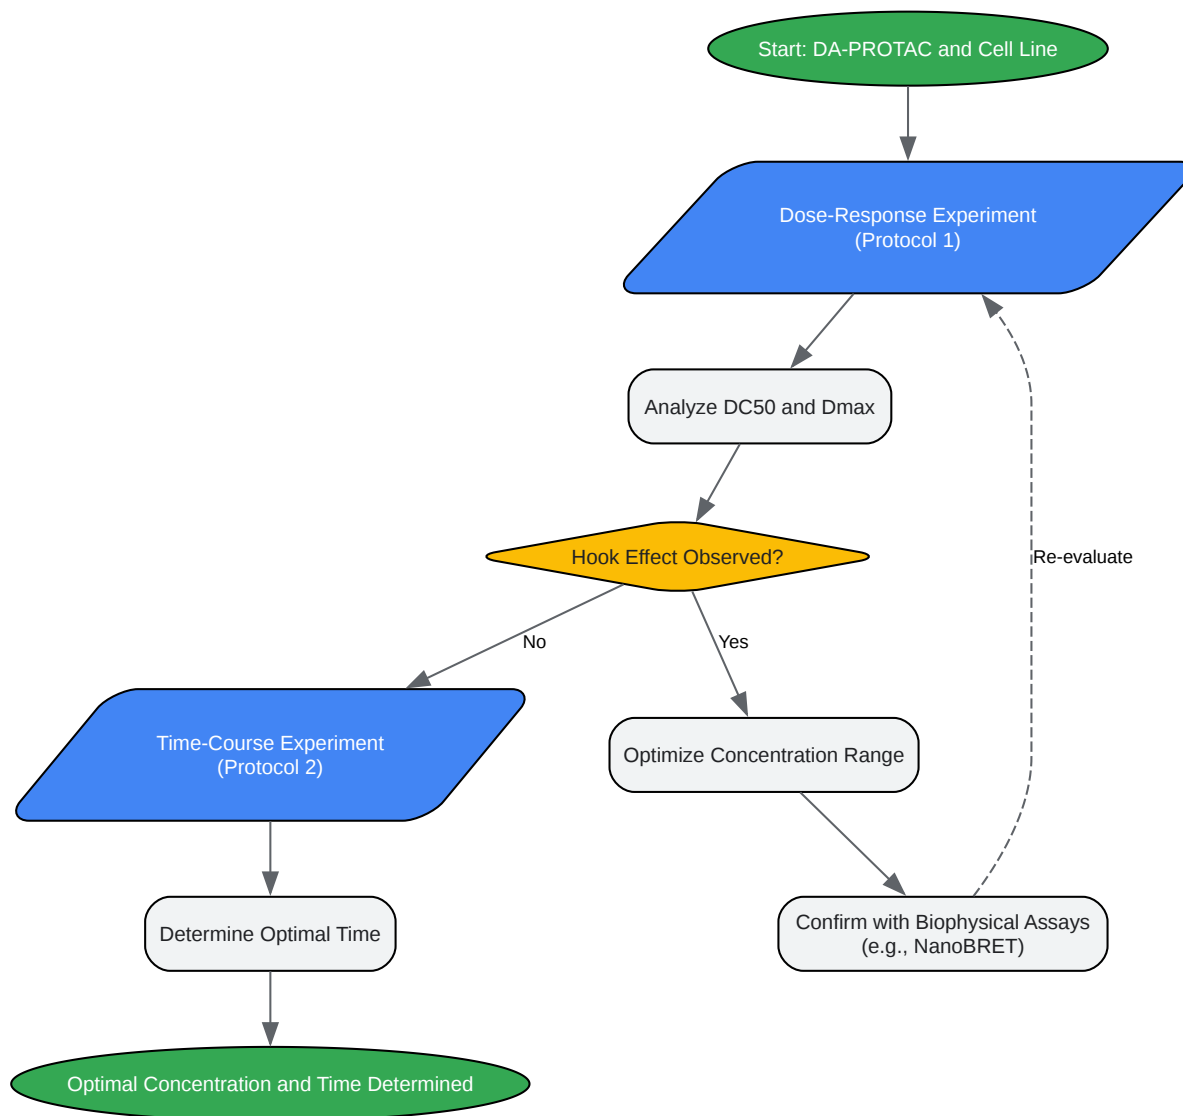 Start: DA-PROTAC and Cell Line
Dose-Response Experiment
(Protocol 1)
Analyze DC50 and Dmax
Hook Effect Observed?
Re-evaluate
No
Yes
Time-Course Experiment
(Protocol 2)
Optimize Concentration Range
Determine Optimal Time
Confirm with Biophysical Assays
(e.g., NanoBRET)
Optimal Concentration and Time Determined